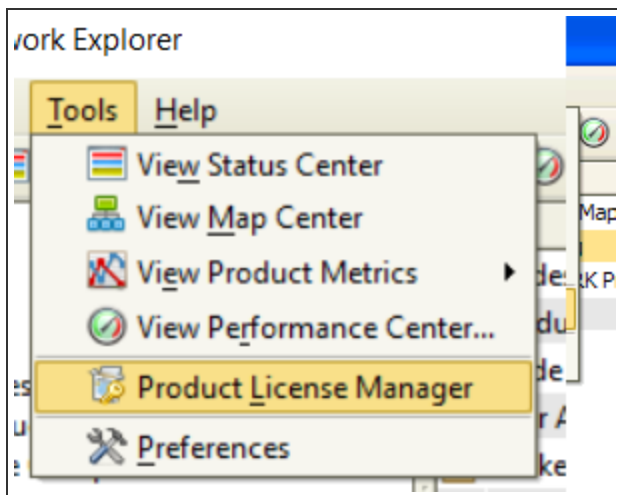 work Explorer
Tools Help
View Status Center
View Map Center
Map
View Product Metrics
View Performance Center...
Product License Manager
Preferences